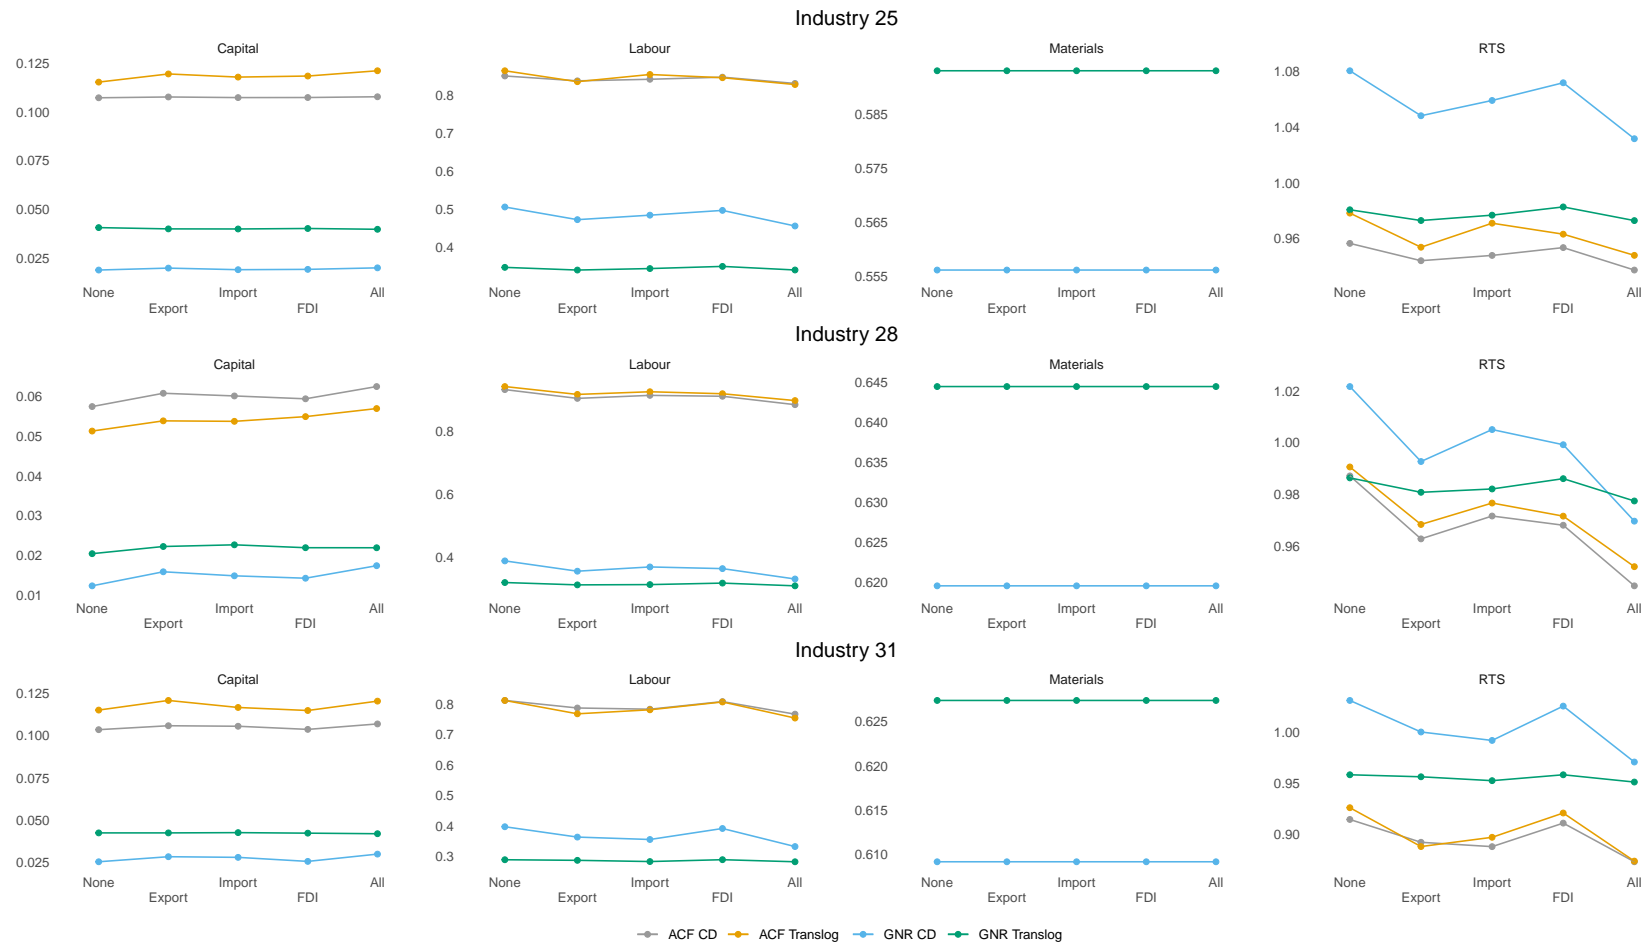 Industry 25
Capital
Labour
Materials
RTS
0.125
0.100
0.075
0.050
0.025
0.8
0.7
0.6
0.5
0.4
0.585
0.575
0.565
0.555
1.08
1.04
1.00
0.96
None Export Import FDI All
None Export Import FDI All
None Export Import FDI All
None Export Import FDI All
Industry 28
Capital
Labour
Materials
RTS
0.06
0.05
0.04
0.03
0.02
0.01
0.8
0.6
0.4
0.645
0.640
0.635
0.630
0.625
0.620
1.02
1.00
0.98
0.96
None Export Import FDI All
None Export Import FDI All
None Export Import FDI All
None Export Import FDI All
Industry 31
Capital
Labour
Materials
RTS
0.125
0.100
0.075
0.050
0.025
0.8
0.7
0.6
0.5
0.4
0.3
0.625
0.620
0.615
0.610
1.00
0.95
0.90
None Export Import FDI All
None Export Import FDI All
None Export Import FDI All
None Export Import FDI All
ACF CD ACF Translog GNR CD GNR Translog